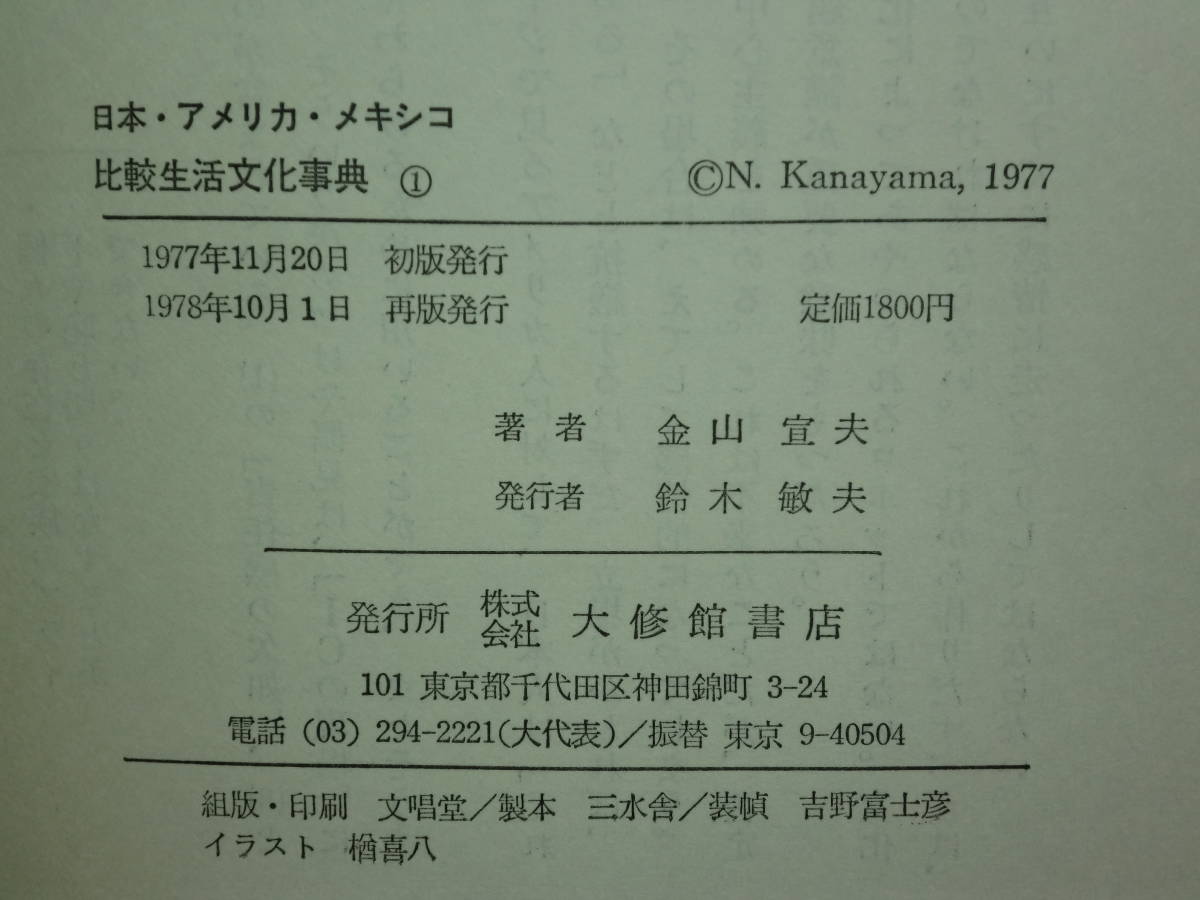 日本・アメリカ・メキシコ
比較生活文化事典 ① ©N. Kanayama, 1977
1977年11月20日 初版発行
1978年10月1日 再版発行 定価1800円
著者 金山宣夫
発行者 鈴木敏夫
発行所 株式会社 大修館書店
101 東京都千代田区神田錦町 3-24
電話 (03) 294-2221(大代表)/振替 東京 9-40504
組版・印刷 文唱堂/製本 三水舎/装幀 吉野富士彦
イラスト 楢喜八